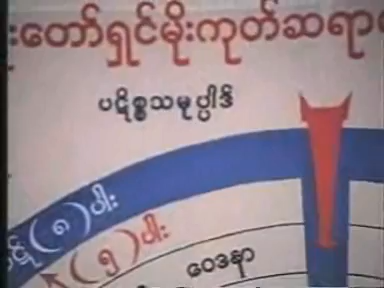 းတော်ရှင်မိုးကုတ်ဆရာ
ပဋိစ္စသမုပ္ပါဒ်
(၈) ပါး
(၅) ပါး
ဝေဒနာ